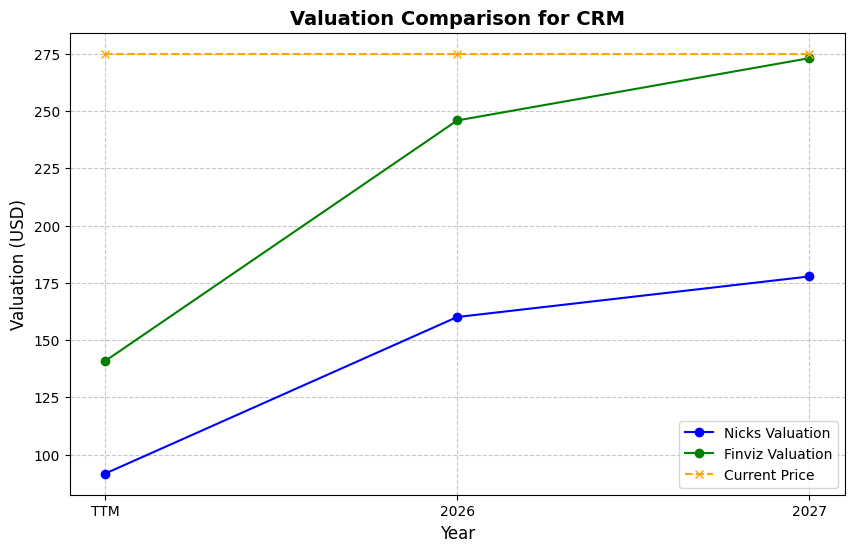 Valuation Comparison for CRM
Valuation (USD)
275
250
225
200
175
150
125
100
TTM
2026
2027
Year
Nicks Valuation
Finviz Valuation
Current Price